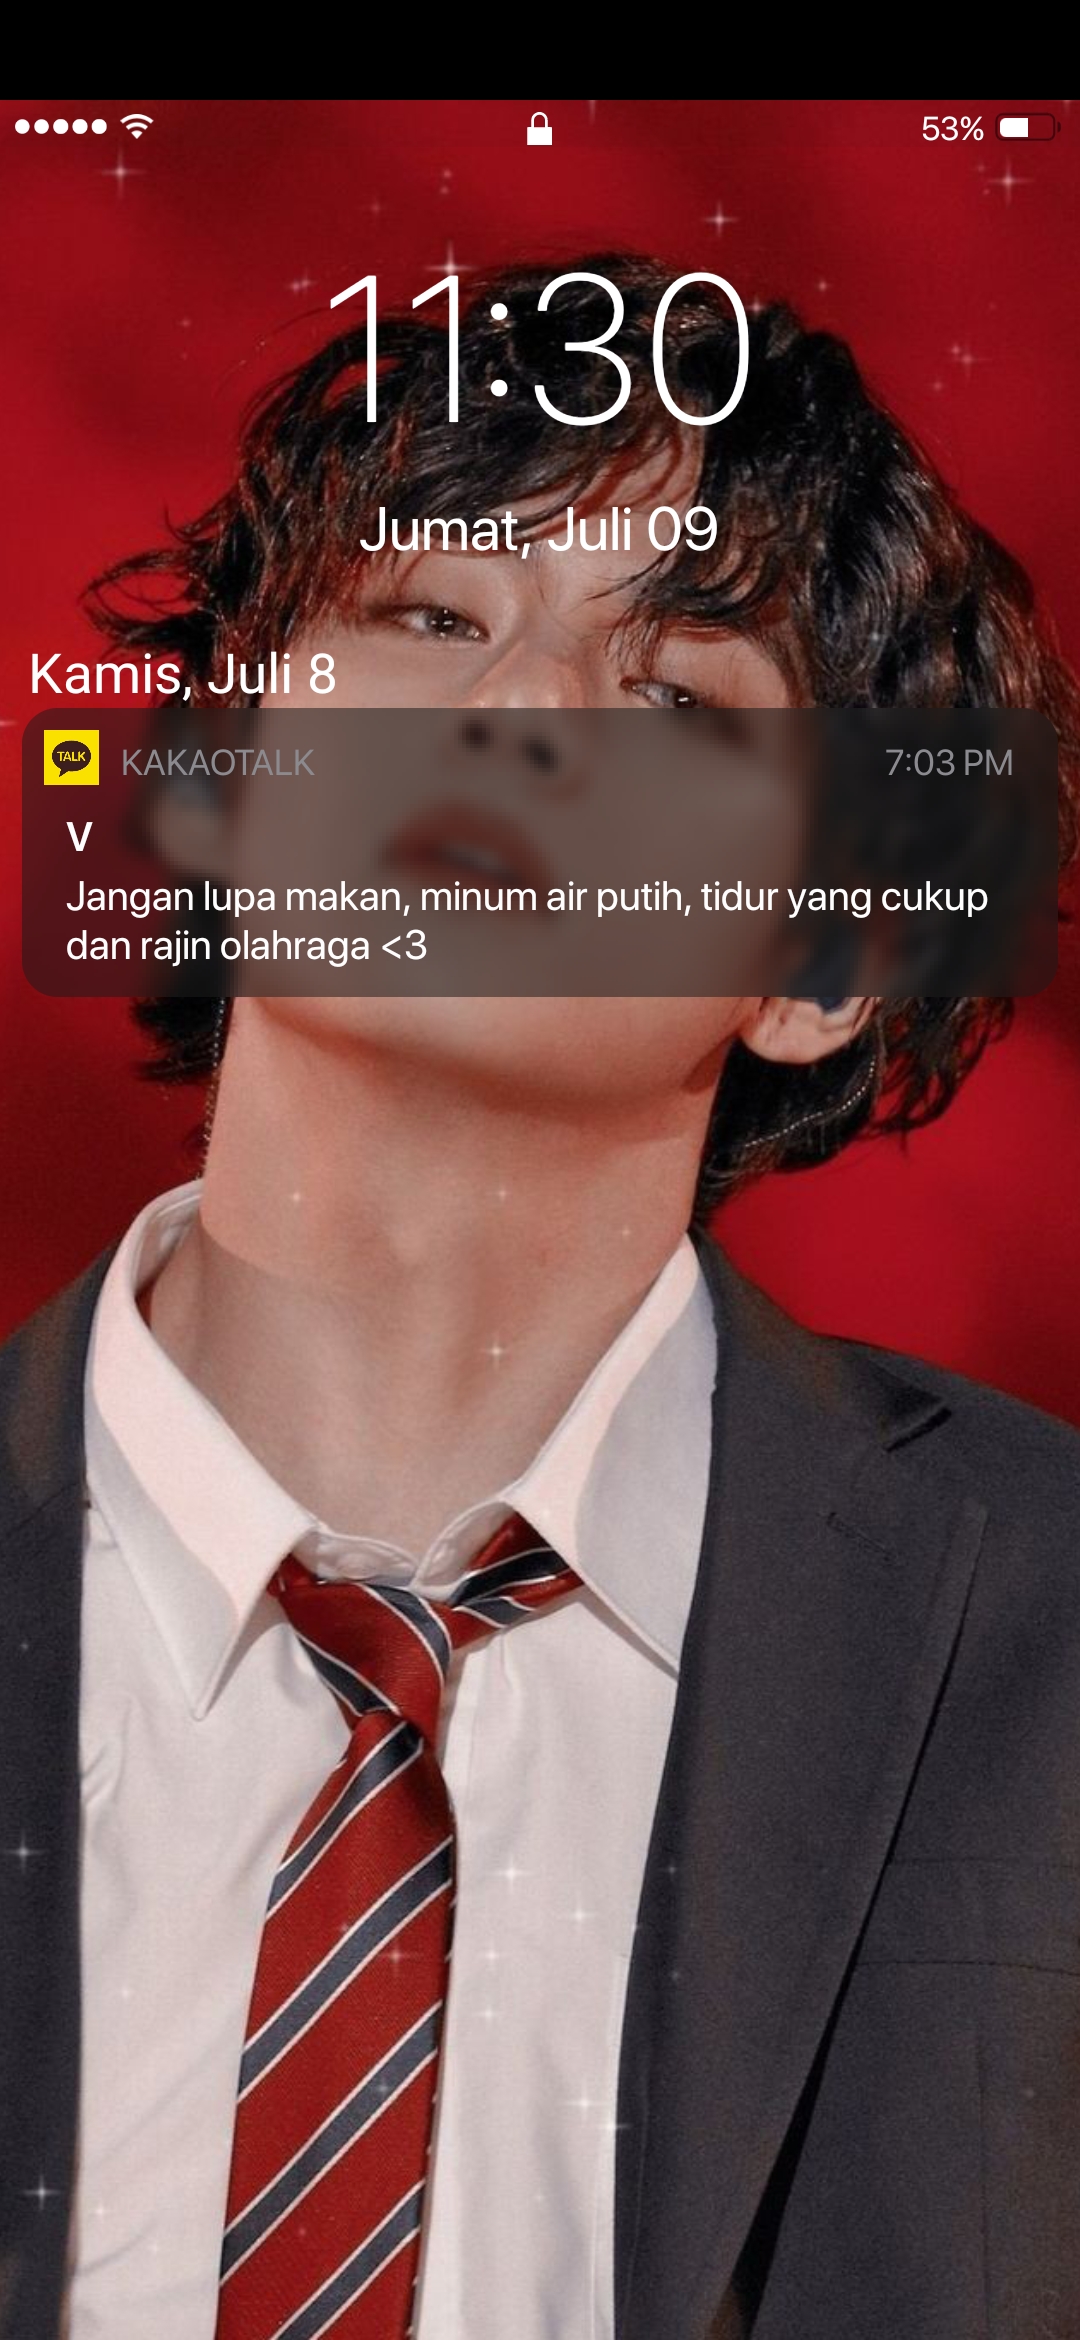 53%
11:30
Jumat, Juli 09
Kamis, Juli 8
TALK KAKAOTALK 7:03 PM
V
Jangan lupa makan, minum air putih, tidur yang cukup
dan rajin olahraga <3